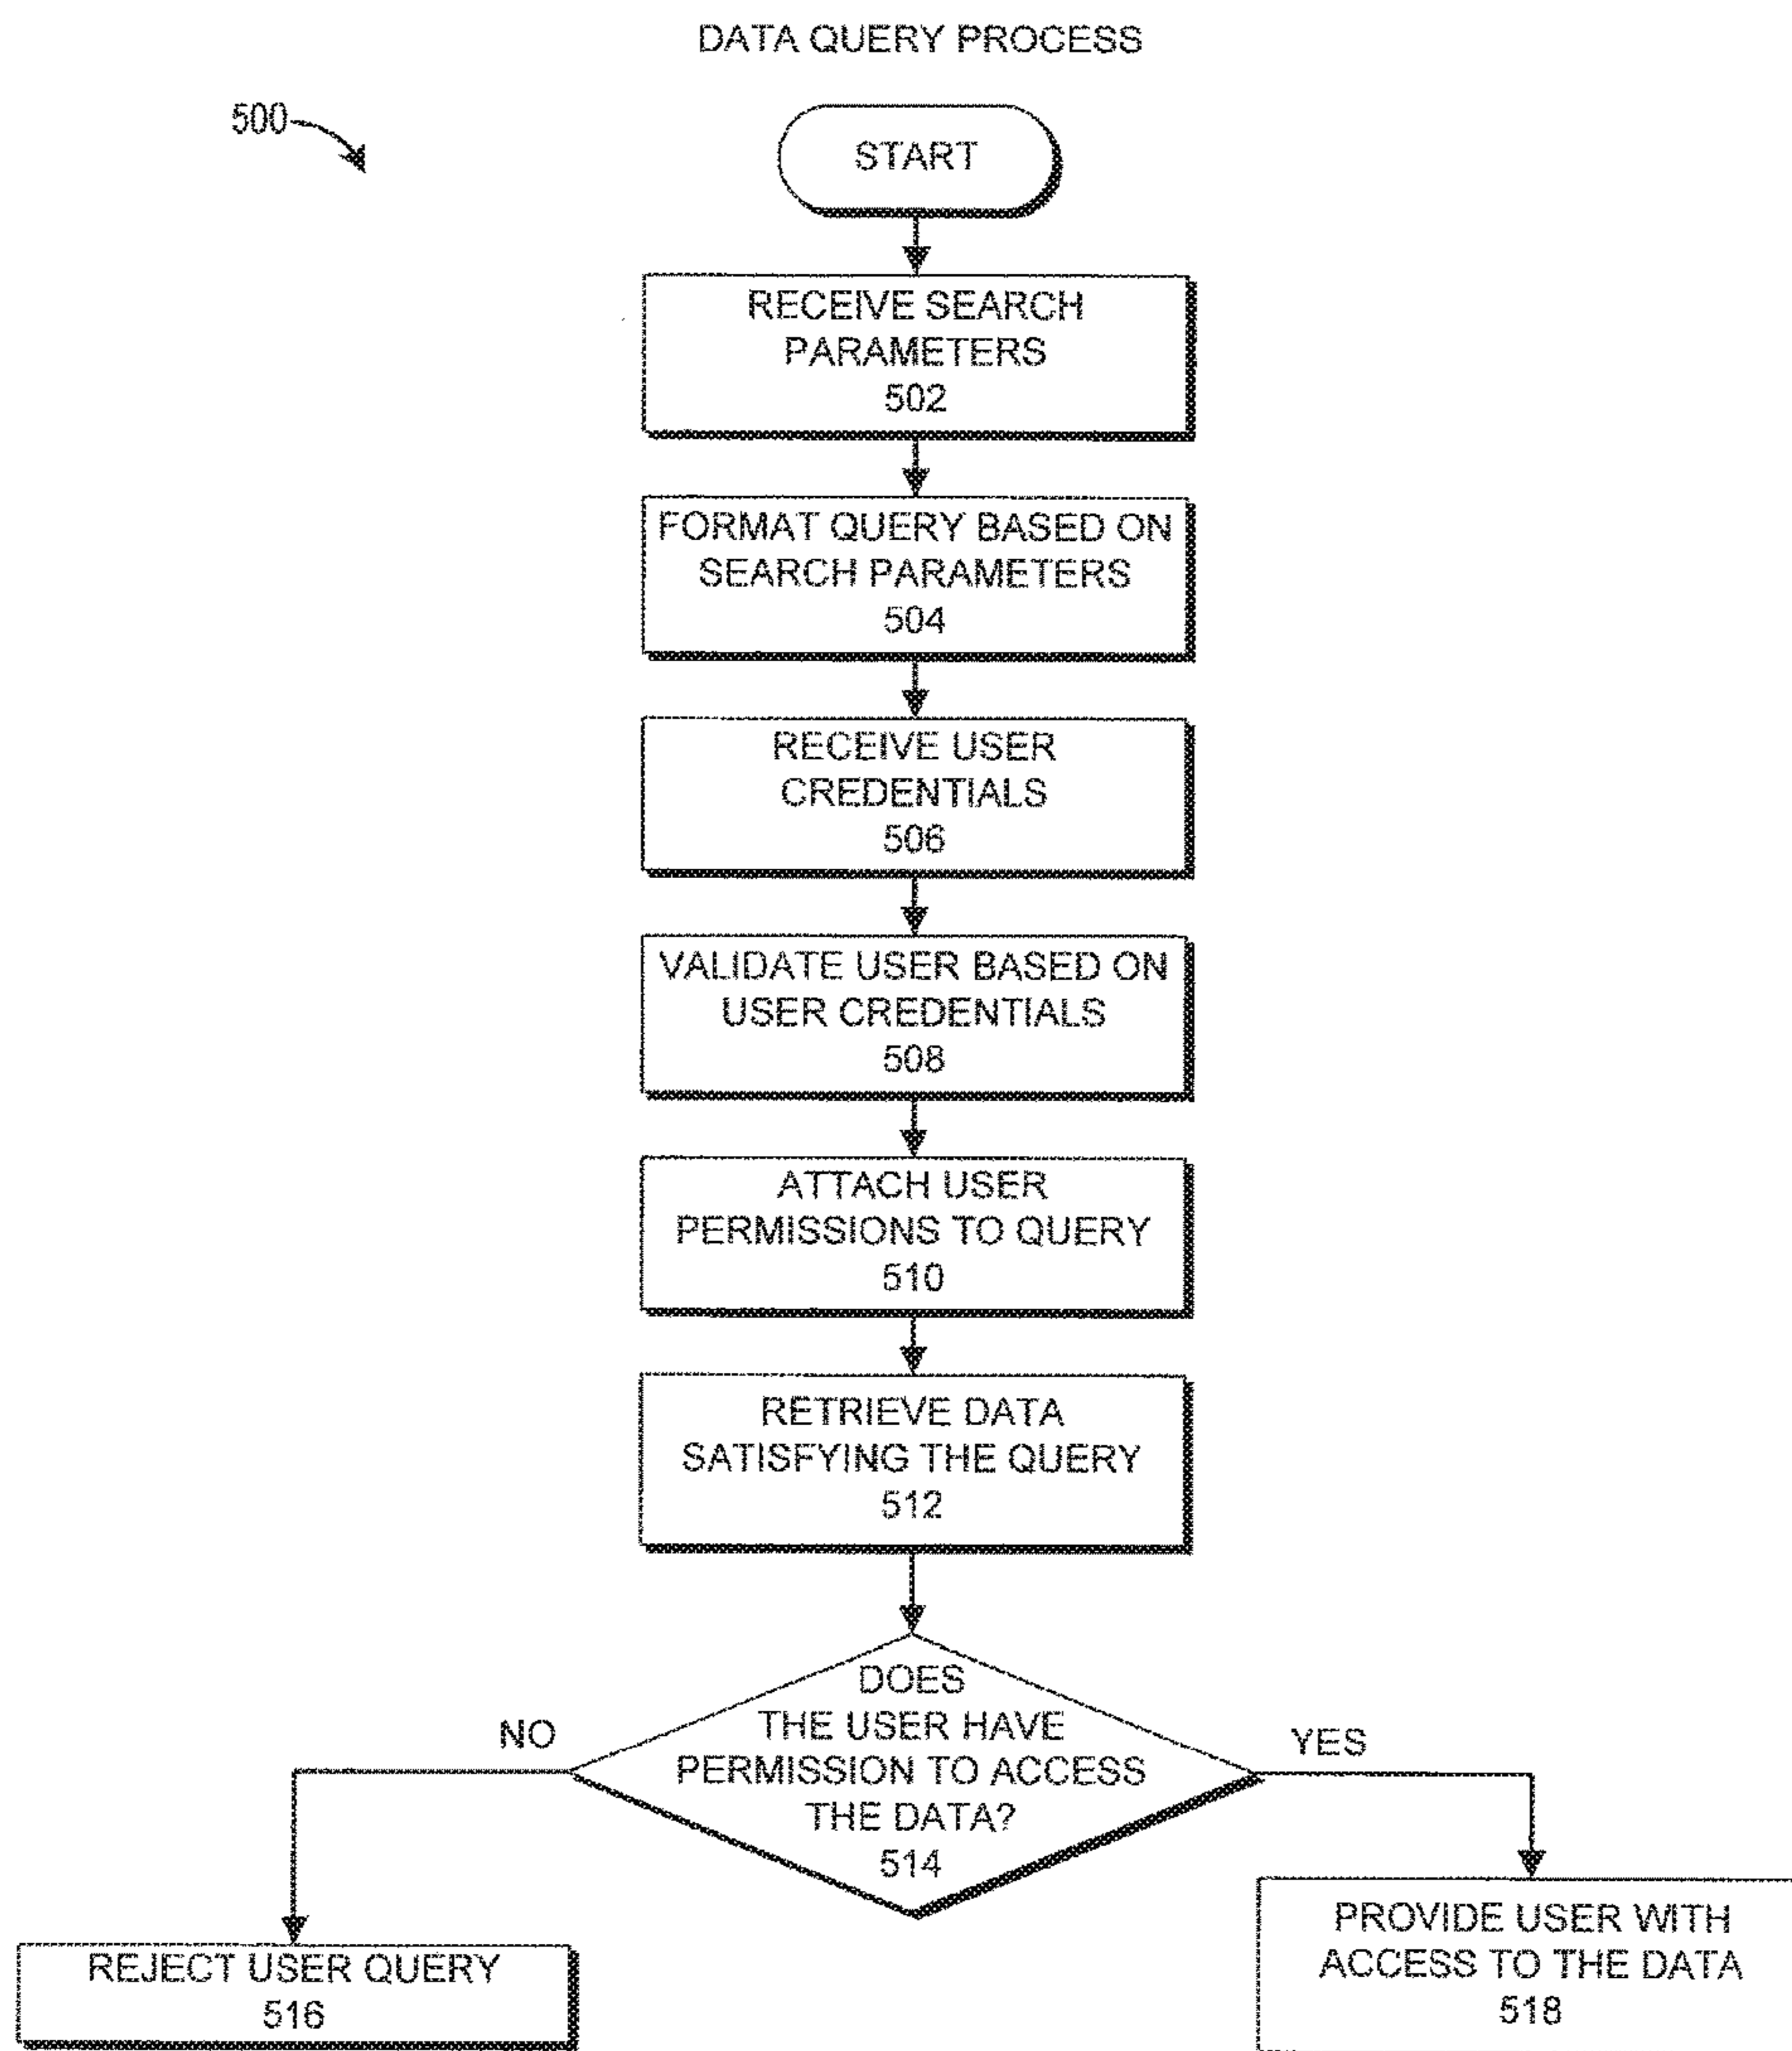 DATA QUERY PROCESS
500
START
RECEIVE SEARCH
PARAMETERS
502
FORMAT QUERY BASED ON
SEARCH PARAMETERS
504
RECEIVE USER
CREDENTIALS
506
VALIDATE USER BASED ON
USER CREDENTIALS
508
ATTACH USER
PERMISSIONS TO QUERY
510
RETRIEVE DATA
SATISFYING THE QUERY
512
DOES
THE USER HAVE
PERMISSION TO ACCESS
THE DATA?
514
NO
YES
REJECT USER QUERY
516
PROVIDE USER WITH
ACCESS TO THE DATA
518